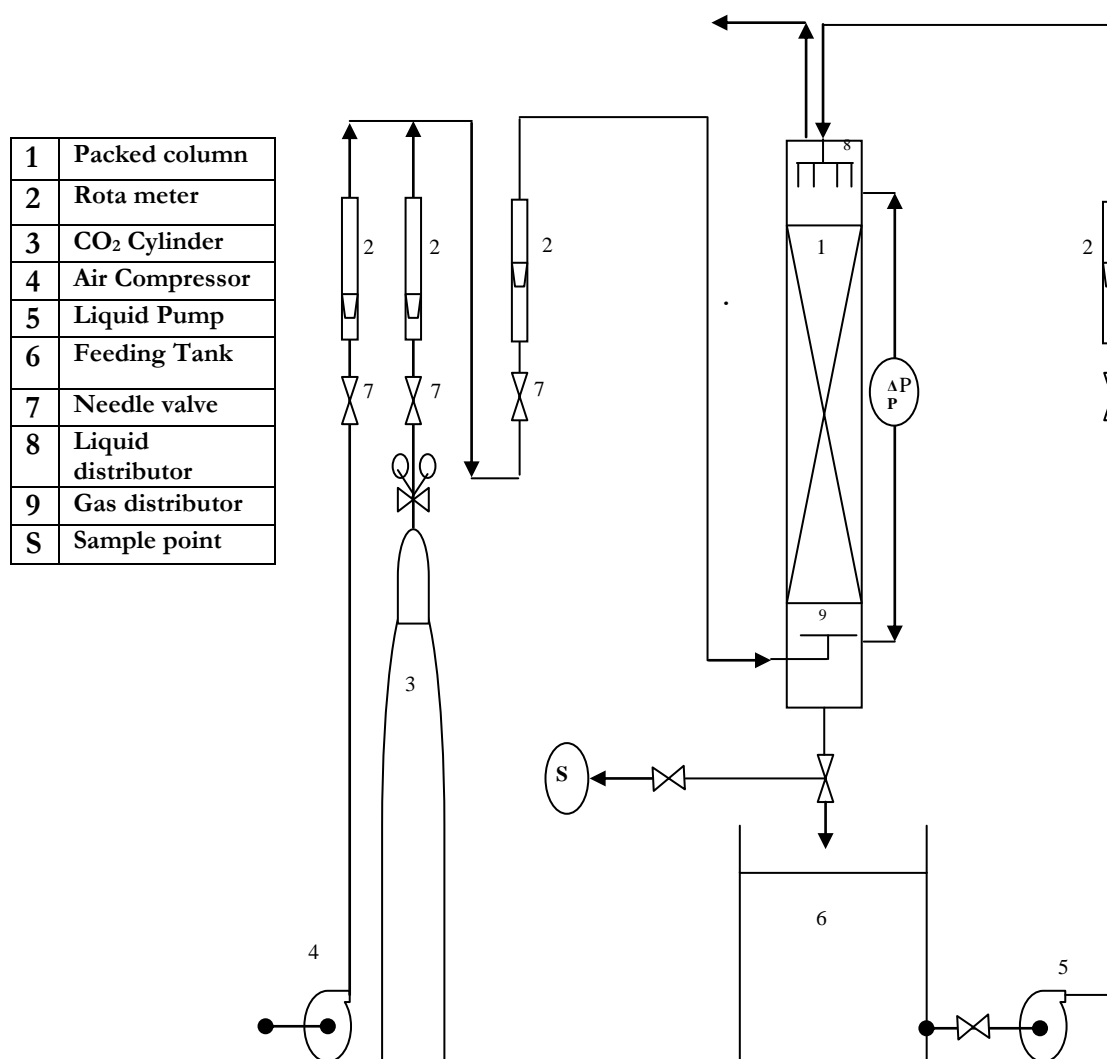 1 Packed column
2 Rota meter
3 CO₂ Cylinder
4 Air Compressor
5 Liquid Pump
6 Feeding Tank
7 Needle valve
8 Liquid
distributor
9 Gas distributor
S Sample point
8
2
2
2
1
2
7
7
7
ΔP
P
9
3
S
6
4
5